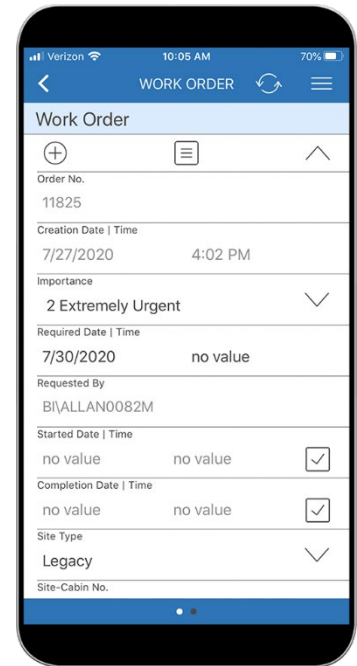 Verizon 10:05 AM 70%
WORK ORDER
Work Order
Order No.
11825
Creation Date | Time
7/27/2020 4:02 PM
Importance
2 Extremely Urgent
Required Date | Time
7/30/2020 no value
Requested By
BI\ALLAN0082M
Started Date | Time
no value no value
Completion Date | Time
no value no value
Site Type
Legacy
Site-Cabin No.